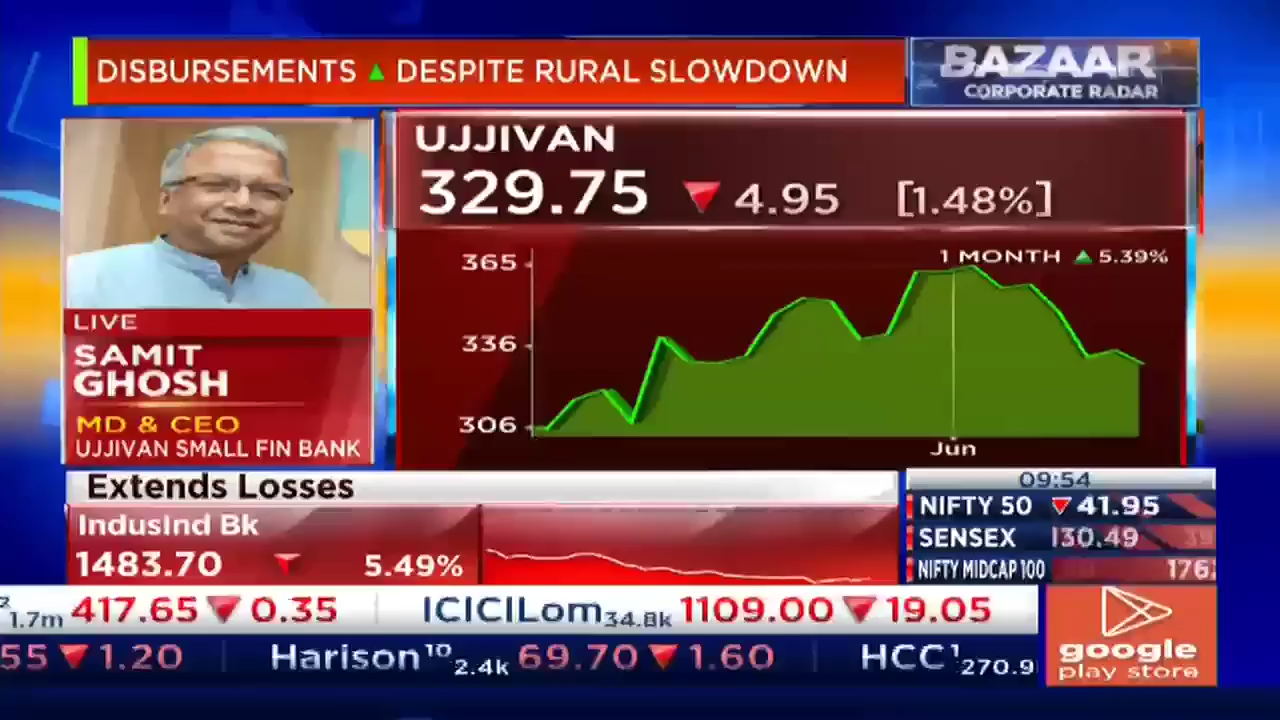 DISBURSEMENTS ▲ DESPITE RURAL SLOWDOWN
BAZAAR
CORPORATE RADAR
UJJIVAN
329.75 ▼ 4.95 [1.48%]
1 MONTH ▲ 5.39%
365
336
306
Jun
LIVE
SAMIT
GHOSH
MD & CEO
UJJIVAN SMALL FIN BANK
Extends Losses
IndusInd Bk
1483.70 ▼ 5.49%
09:54
NIFTY 50 ▼ 41.95
SENSEX 130.49
NIFTY MIDCAP 100 176
1.7m 417.65 ▼ 0.35 ICICILom 34.8k 1109.00 ▼ 19.05
55 ▼ 1.20 Harison 10 2.4k 69.70 ▼ 1.60 HCC 1 270.9
google
play store